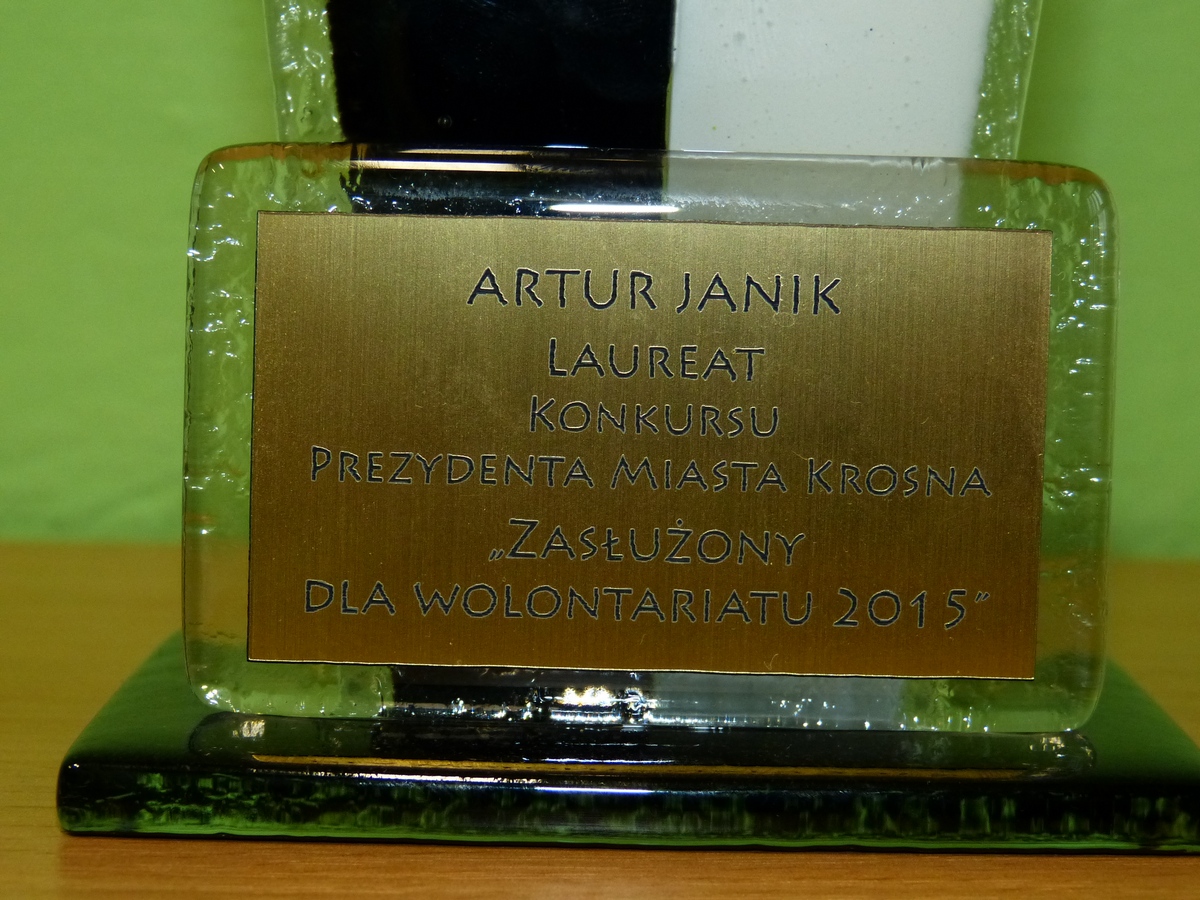 ARTUR JANIK
LAUREAT
KONKURSU
PREZYDENTA MIASTA KROSNA
„ZASŁUŻONY
DLA WOLONTARIATU 2015”